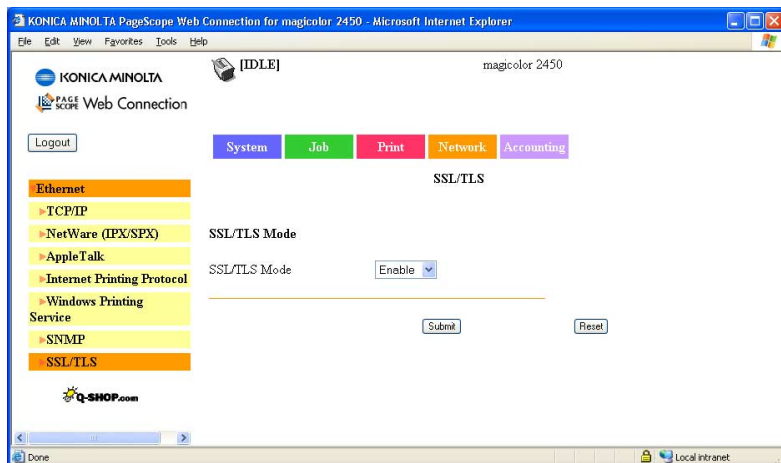 KONICA MINOLTA PageScope Web Connection for magicolor 2450 - Microsoft Internet Explorer
File Edit View Favorites Tools Help
KONICA MINOLTA
[IDLE]
magicolor 2450
PAGE SCOPE Web Connection
Logout
System Job Print Network Accounting
SSL/TLS
Ethernet
TCP/IP
NetWare (IPX/SPX)
AppleTalk
Internet Printing Protocol
Windows Printing
Service
SNMP
SSL/TLS
SSL/TLS Mode
SSL/TLS Mode Enable
Submit Reset
Q-SHOP.com
Done Local intranet